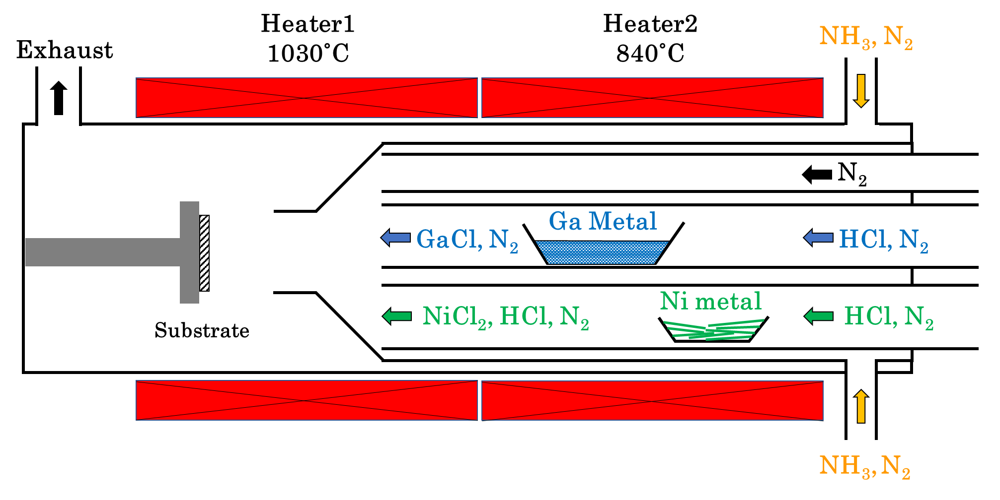 Heater1
1030°C
Heater2
840°C
NH₃, N₂
Exhaust
N₂
Ga Metal
GaCl, N₂
HCl, N₂
Ni metal
NiCl₂, HCl, N₂
HCl, N₂
Substrate
NH₃, N₂